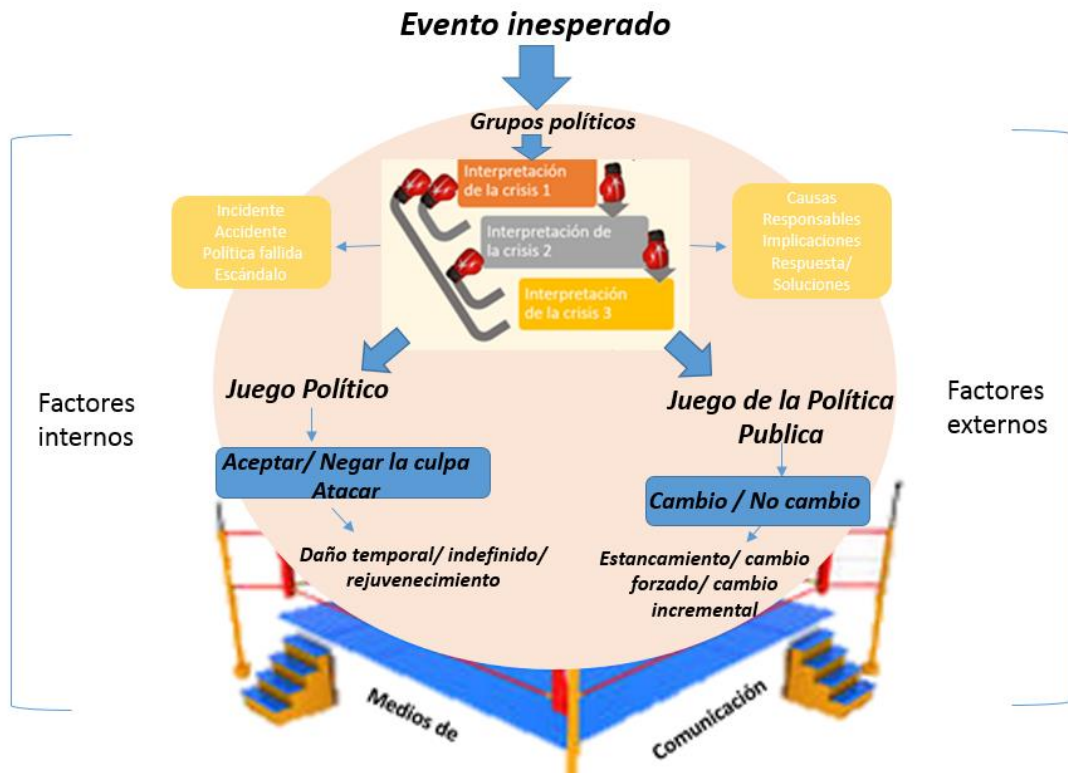 Evento inesperado
Grupos políticos
Interpretación
de la crisis 1
Interpretación de
la crisis 2
Interpretación
de la crisis 3
Incidente
Accidente
Política fallida
Escándalo
Causas
Responsables
Implicaciones
Respuesta/
Soluciones
Factores
internos
Factores
externos
Juego Político
Aceptar/ Negar la culpa
Atacar
Daño temporal/ indefinido/
rejuvenecimiento
Juego de la Política
Publica
Cambio / No cambio
Estancamiento/ cambio
forzado/ cambio
incremental
Medios de
Comunicación